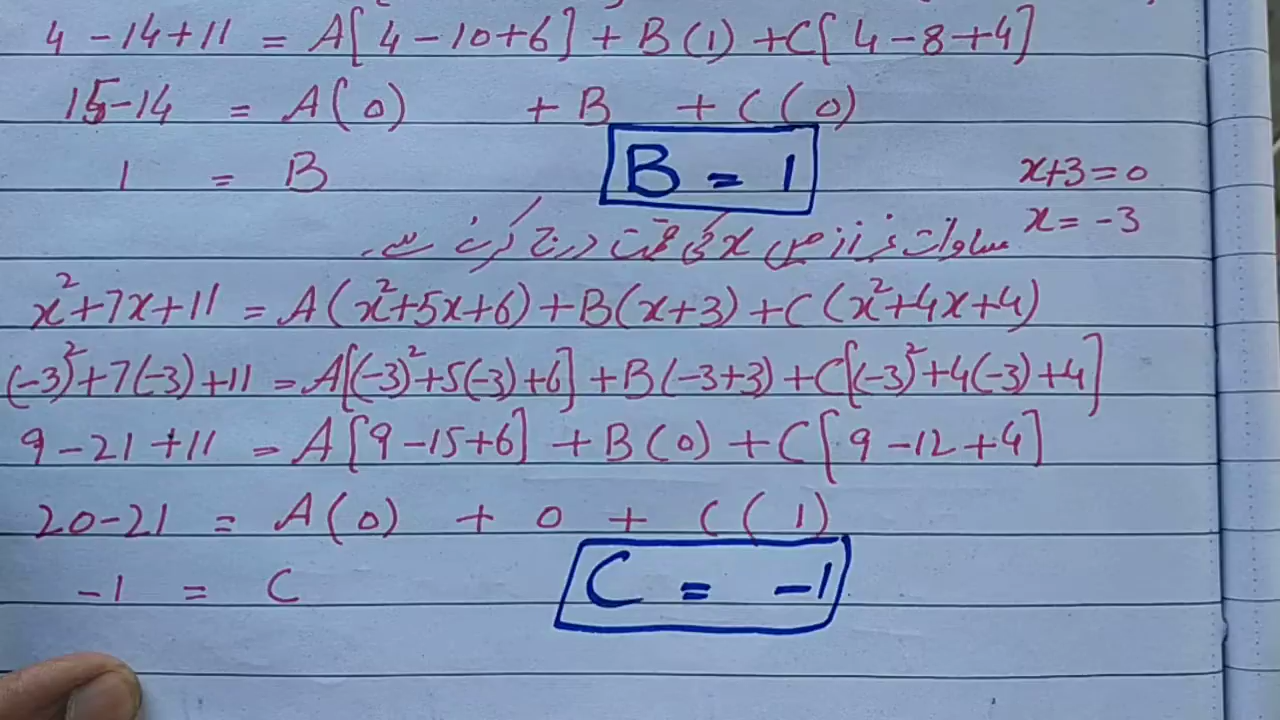 4 - 14 + 11 = A[4 - 10 + 6] + B(1) + C[4 - 8 + 4]
15 - 14 = A(0) + B + C(0)
1 = B B = 1
x+3 = 0
x = -3
مساوات نمبر میں x کی قیمت درج کرنے سے۔
x² + 7x + 11 = A(x² + 5x + 6) + B(x + 3) + C(x² + 4x + 4)
(-3)² + 7(-3) + 11 = A[(-3)² + 5(-3) + 6] + B(-3 + 3) + C[(-3)² + 4(-3) + 4]
9 - 21 + 11 = A[9 - 15 + 6] + B(0) + C[9 - 12 + 4]
20 - 21 = A(0) + 0 + C(1)
-1 = C C = -1